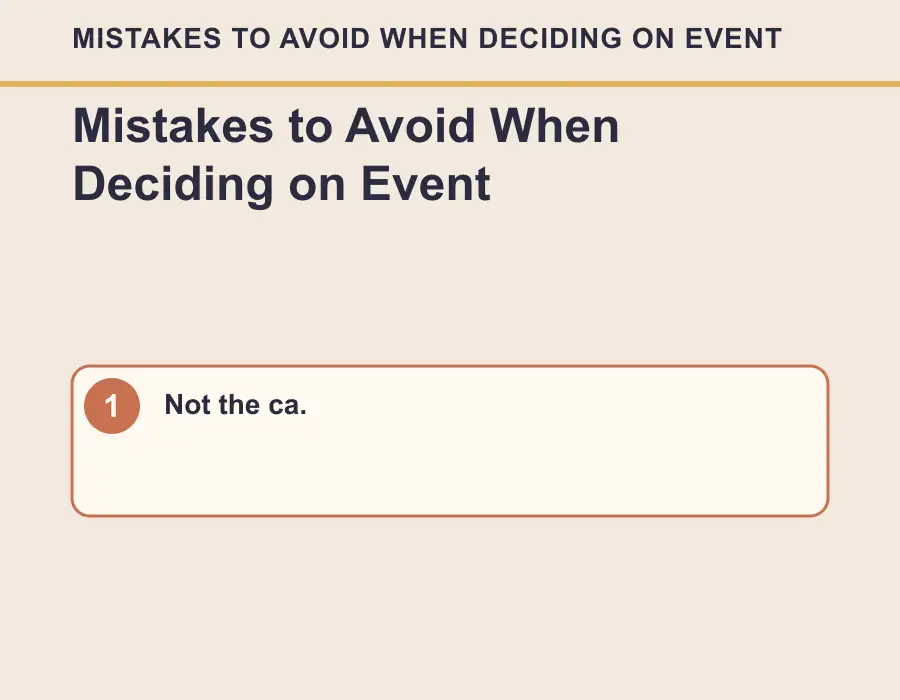 MISTAKES TO AVOID WHEN DECIDING ON EVENT
Mistakes to Avoid When
Deciding on Event
1
Not the ca.